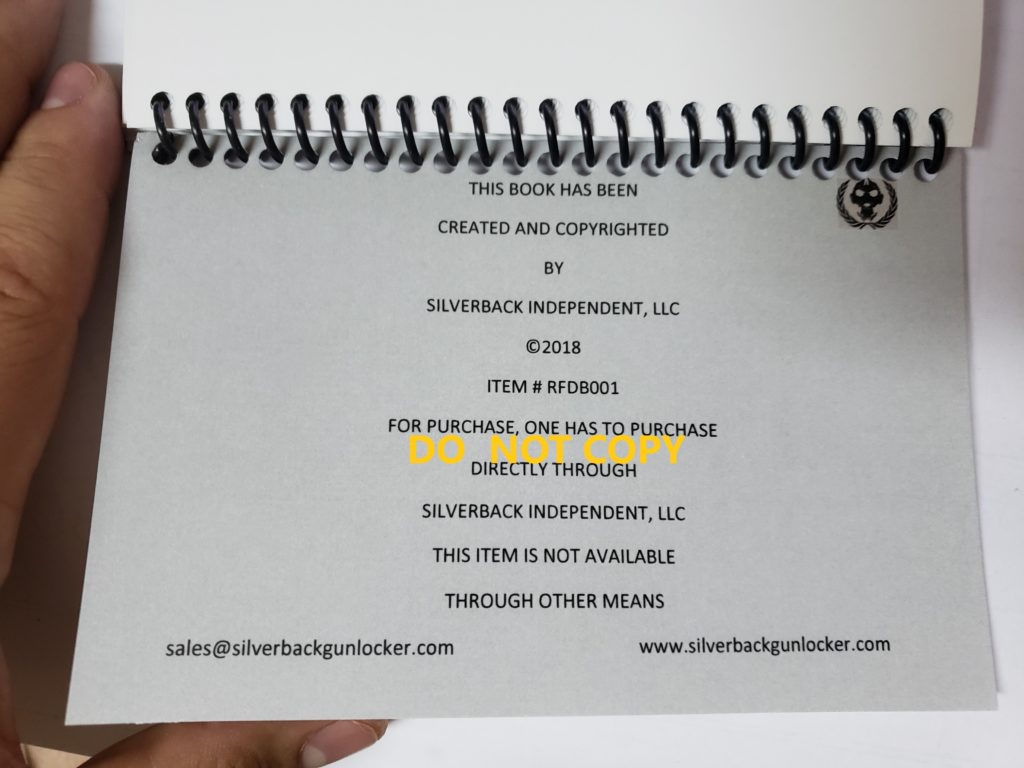 THIS BOOK HAS BEEN
CREATED AND COPYRIGHTED
BY
SILVERBACK INDEPENDENT, LLC
©2018
ITEM # RFDB001
FOR PURCHASE, ONE HAS TO PURCHASE
DO NOT COPY
DIRECTLY THROUGH
SILVERBACK INDEPENDENT, LLC
THIS ITEM IS NOT AVAILABLE
THROUGH OTHER MEANS
sales@silverbackgunlocker.com www.silverbackgunlocker.com